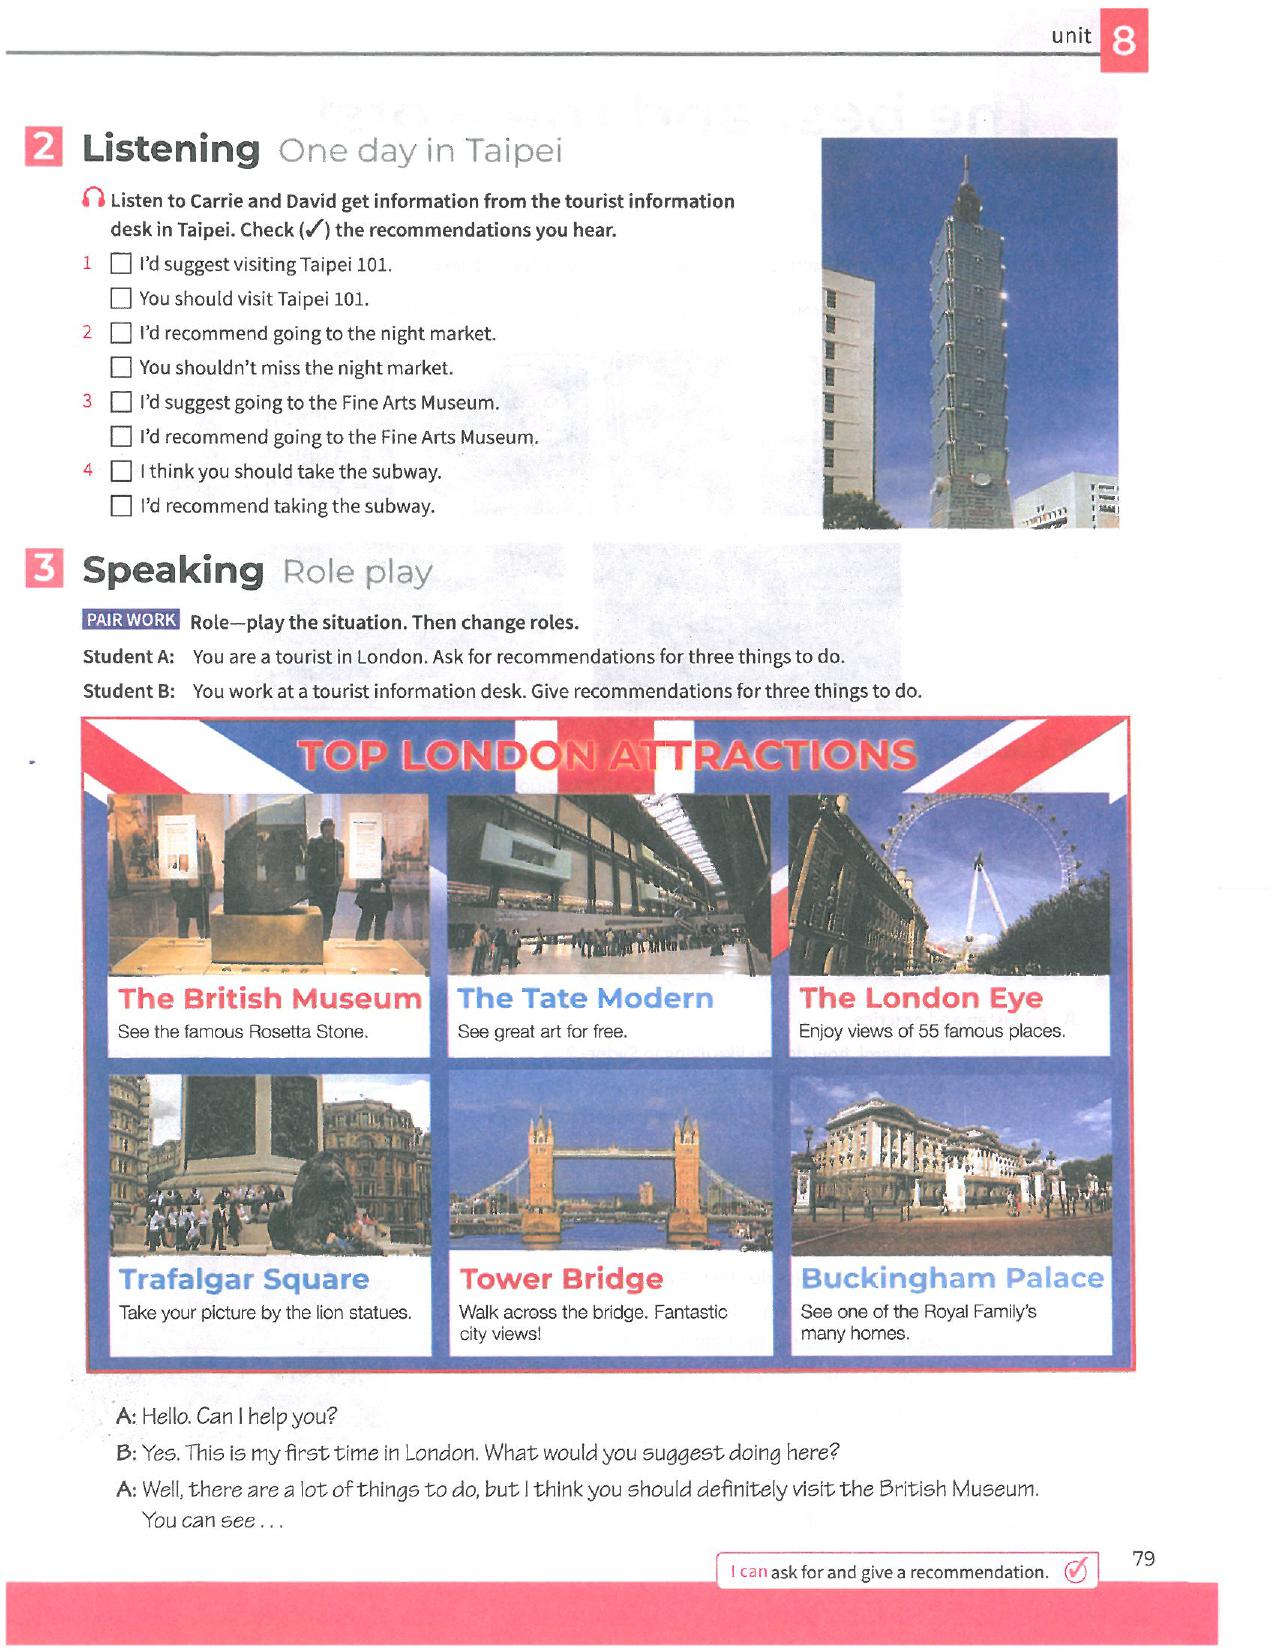 unit 8
2 Listening One day in Taipei
Listen to Carrie and David get information from the tourist information
desk in Taipei. Check (✓) the recommendations you hear.
1 □ I'd suggest visiting Taipei 101.
□ You should visit Taipei 101.
2 □ I'd recommend going to the night market.
□ You shouldn't miss the night market.
3 □ I'd suggest going to the Fine Arts Museum.
□ I'd recommend going to the Fine Arts Museum.
4 □ I think you should take the subway.
□ I'd recommend taking the subway.
3 Speaking Role play
PAIR WORK Role—play the situation. Then change roles.
Student A: You are a tourist in London. Ask for recommendations for three things to do.
Student B: You work at a tourist information desk. Give recommendations for three things to do.
TOP LONDON ATTRACTIONS
The British Museum
See the famous Rosetta Stone.
The Tate Modern
See great art for free.
The London Eye
Enjoy views of 55 famous places.
Trafalgar Square
Take your picture by the lion statues.
Tower Bridge
Walk across the bridge. Fantastic
city views!
Buckingham Palace
See one of the Royal Family's
many homes.
A: Hello. Can I help you?
B: Yes. This is my first time in London. What would you suggest doing here?
A: Well, there are a lot of things to do, but I think you should definitely visit the British Museum.
You can see . . .
I can ask for and give a recommendation.
79